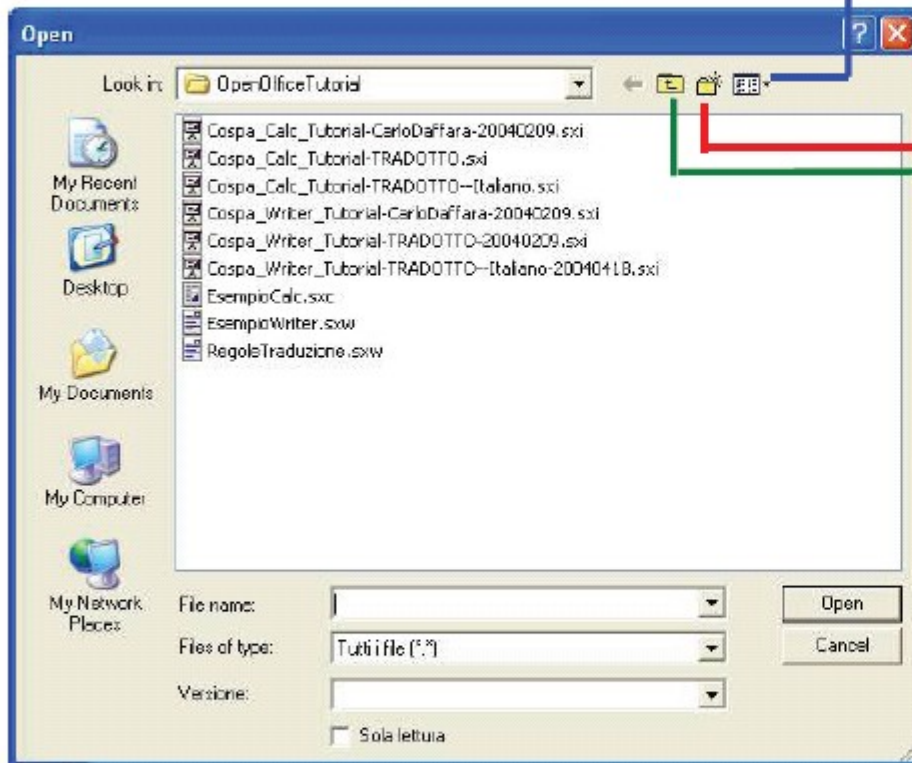 Open
Look in: OpenOfficeTutorial
Cospa_Calc_Tutorial-CarloDaffara-20040209.sxi
Cospa_Calc_Tutorial-TRADOTTO.sxi
Cospa_Calc_Tutorial-TRADOTTO--Italiano.sxi
Cospa_Writer_Tutorial-CarloDaffara-20040209.sxi
Cospa_Writer_Tutorial-TRADOTTO-20040209.sxi
Cospa_Writer_Tutorial-TRADOTTO--Italiano-20040418.sxi
EsempioCalc.sxc
EsempioWriter.sxw
RegoleTraduzione.sxw
My Recent
Documents
Desktop
My Documents
My Computer
My Network
Places
File name:
Open
Files of type: Tutti i file (*.*)
Cancel
Versione:
Sola lettura